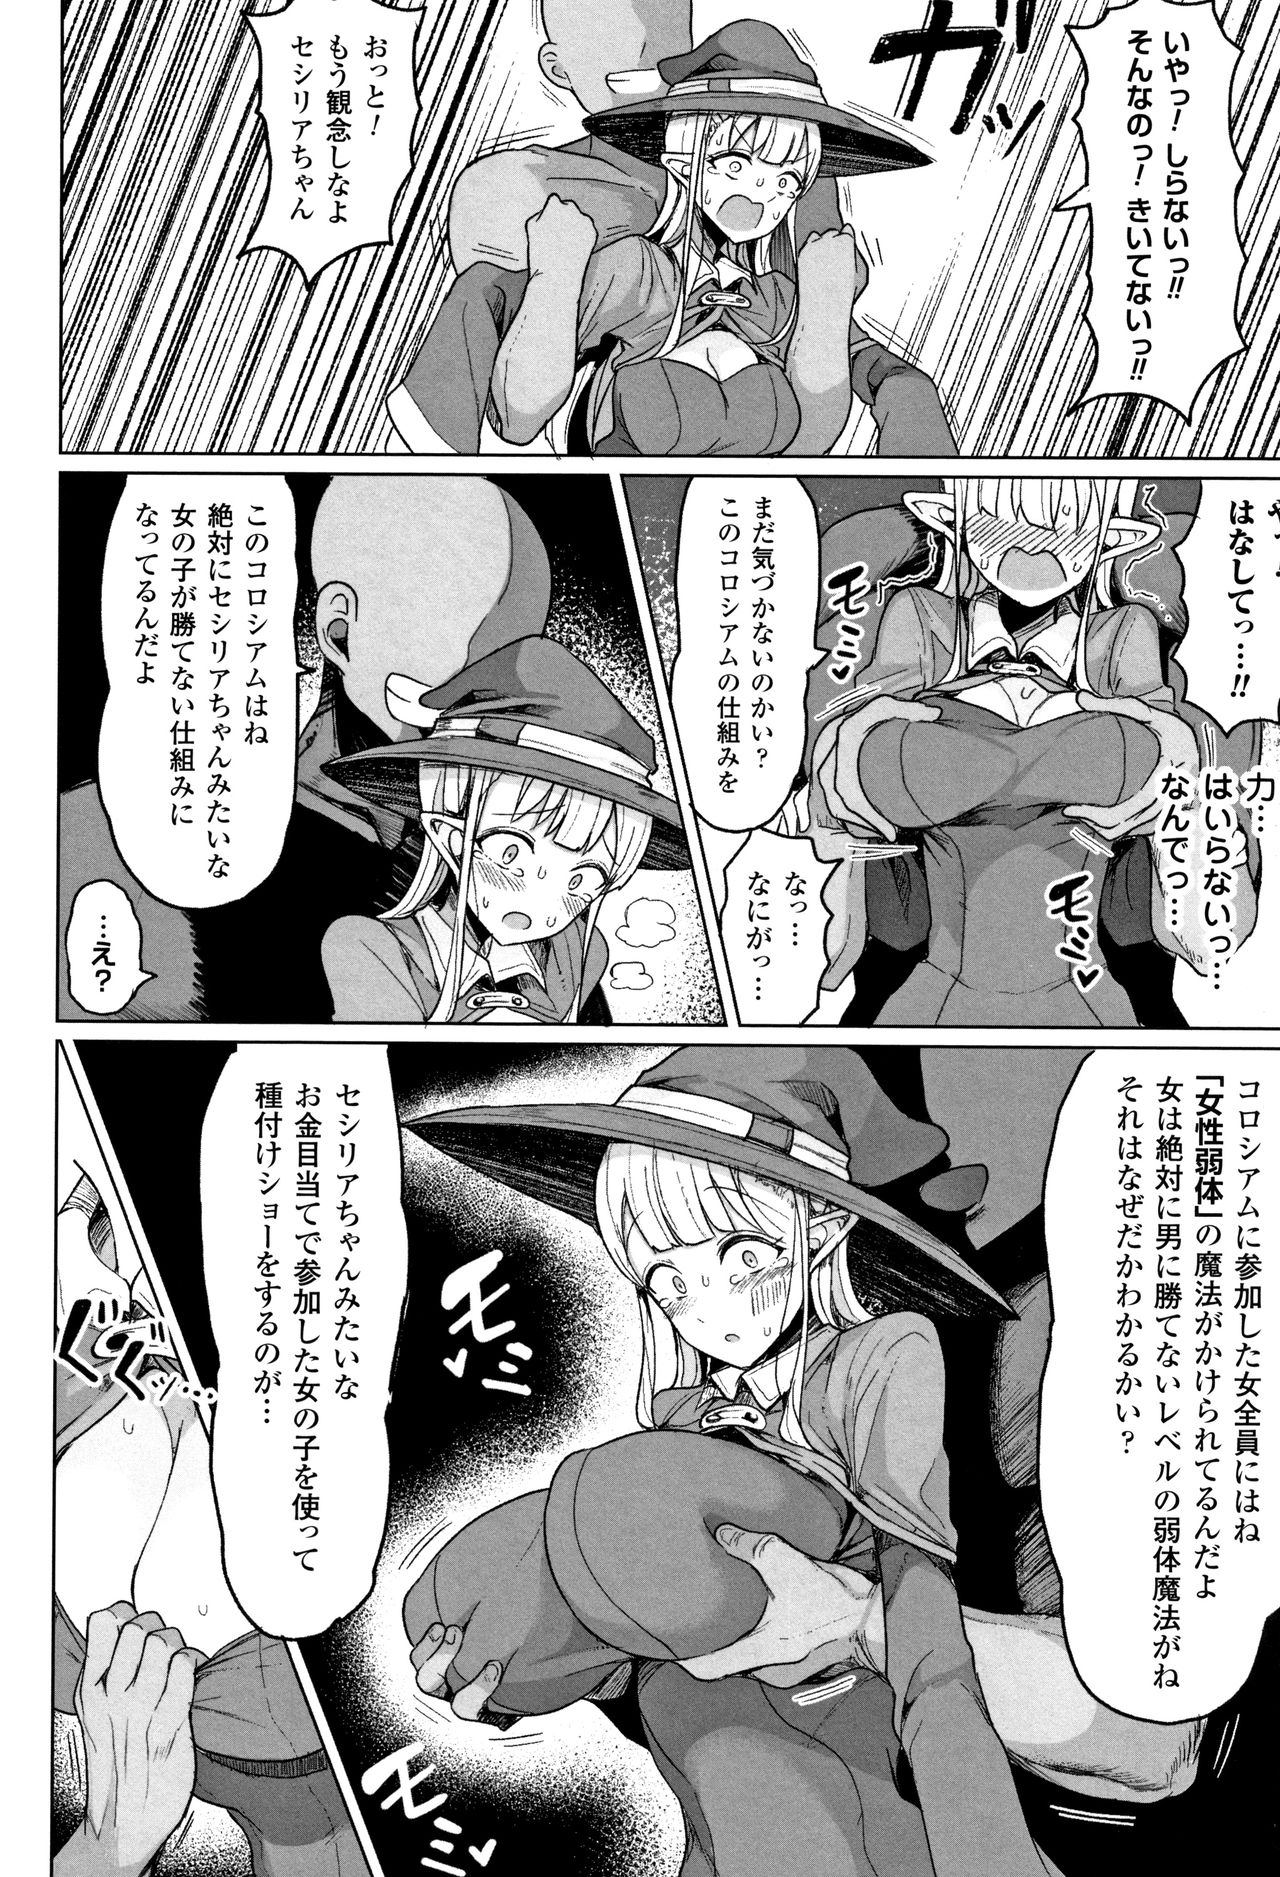 いやっ！しらないっ!!
そんなのっ！きいてないっ!!
ガッ
おっと！
もう観念しなよ
セシリアちゃん
はなしてっ…!!
力…
はいらないっ…
なんでっ…
モミ
モミ
まだ気づかないのかい？
このコロシアムの仕組みを
なっ…
なにがっ…
このコロシアムはね
絶対にセシリアちゃんみたいな
女の子が勝てない仕組みに
なってるんだよ
…え？
コロシアムに参加した女全員にはね
「女性弱体」の魔法がかけられてるんだよ
女は絶対に男に勝てないレベルの弱体魔法がね
それはなぜだかわかるかい？
モミ
モミ
セシリアちゃんみたいな
お金目当てで参加した女の子を使って
種付けショーをするのが…
ぐぐっ…